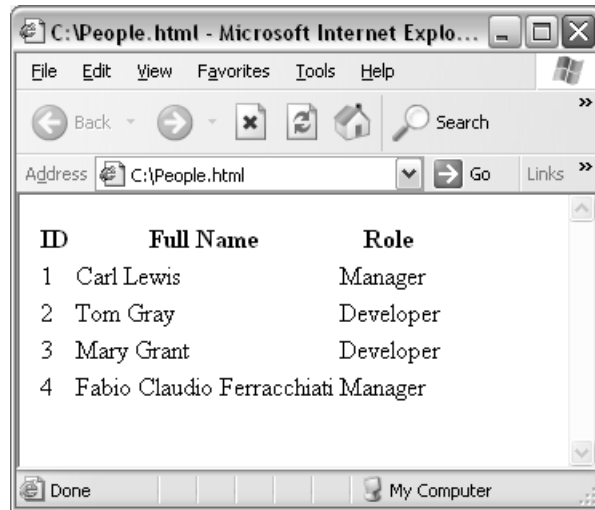 C:\People.html - Microsoft Internet Explo...
File Edit View Favorites Tools Help
Back Search »
Address C:\People.html Go Links »
ID Full Name Role
1 Carl Lewis Manager
2 Tom Gray Developer
3 Mary Grant Developer
4 Fabio Claudio Ferracchiati Manager
Done My Computer